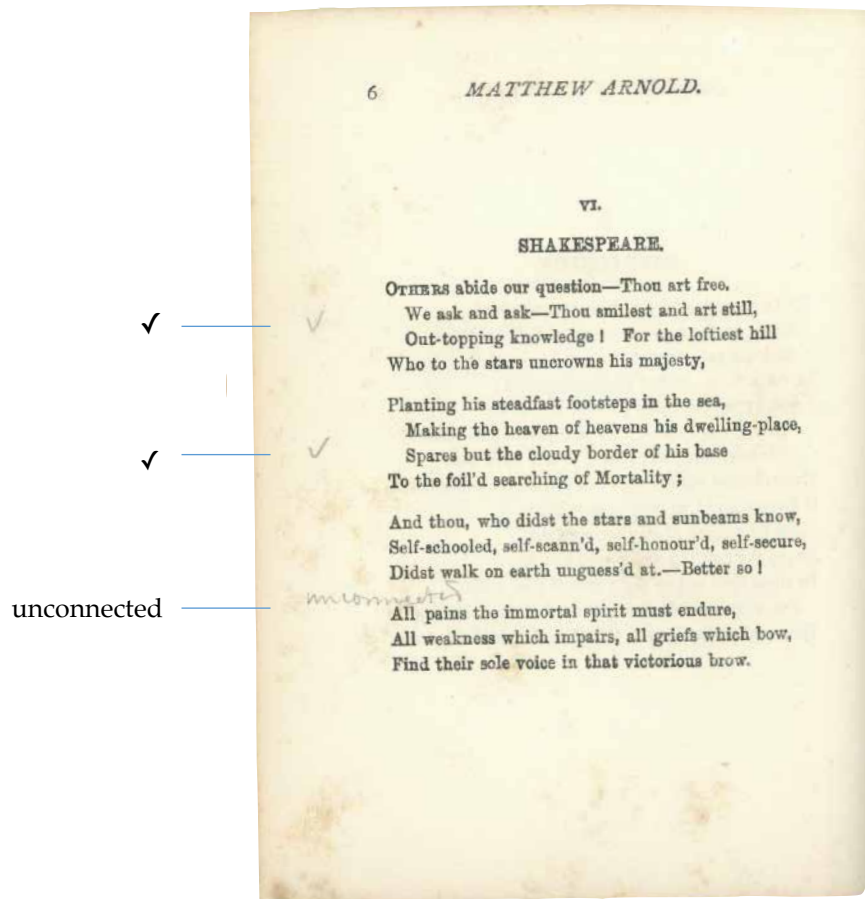 6 MATTHEW ARNOLD.
VI.
SHAKESPEARE.
OTHERS abide our question—Thou art free.
We ask and ask—Thou smilest and art still,
✓ ✓ Out-topping knowledge! For the loftiest hill
Who to the stars uncrowns his majesty,
Planting his steadfast footsteps in the sea,
Making the heaven of heavens his dwelling-place,
✓ ✓ Spares but the cloudy border of his base
To the foil'd searching of Mortality;
And thou, who didst the stars and sunbeams know,
Self-schooled, self-scann'd, self-honour'd, self-secure,
Didst walk on earth unguess'd at.—Better so!
unconnected unconnected
All pains the immortal spirit must endure,
All weakness which impairs, all griefs which bow,
Find their sole voice in that victorious brow.